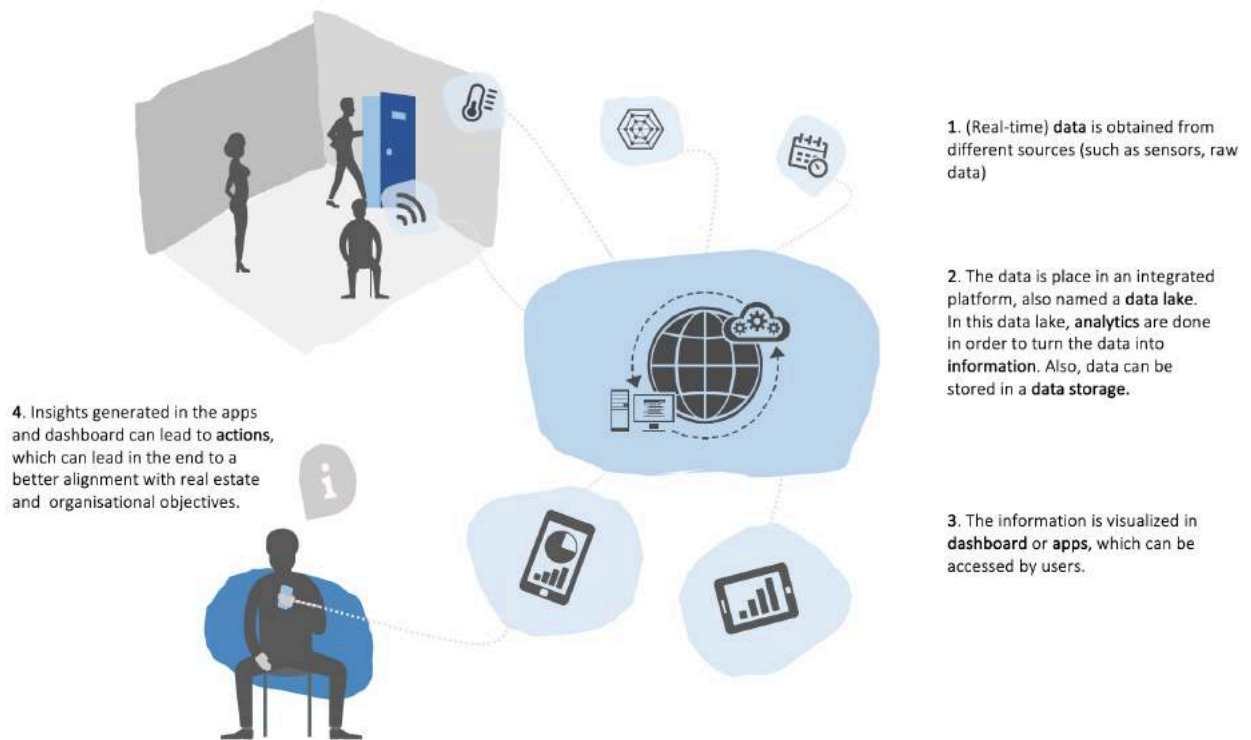 1. (Real-time) data is obtained from
different sources (such as sensors, raw
data)
2. The data is place in an integrated
platform, also named a data lake.
In this data lake, analytics are done
in order to turn the data into
information. Also, data can be
stored in a data storage.
3. The information is visualized in
dashboard or apps, which can be
accessed by users.
4. Insights generated in the apps
and dashboard can lead to actions,
which can lead in the end to a
better alignment with real estate
and organisational objectives.
i